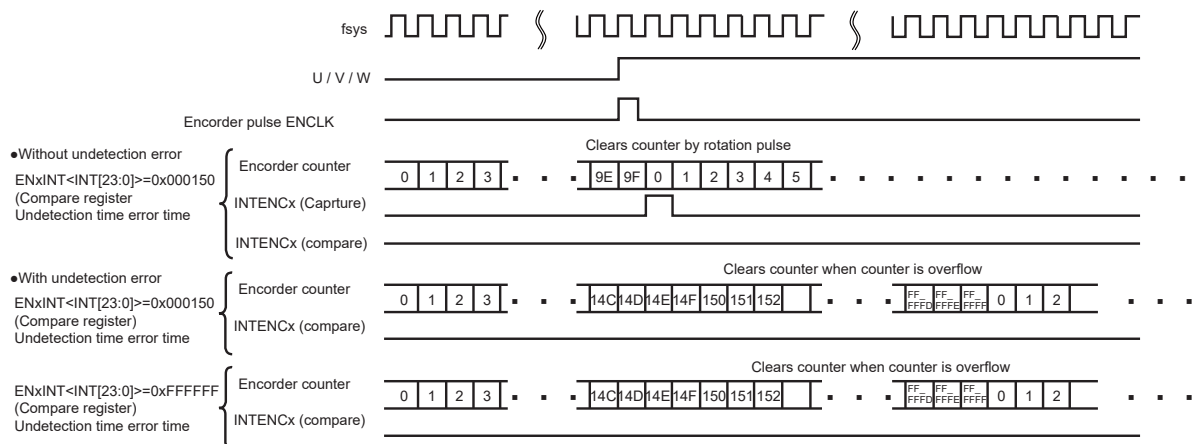 fsys
U / V / W
Encorder pulse ENCLK
Clears counter by rotation pulse
●Without undetection error
ENxINT<INT[23:0]>=0x000150
(Compare register
Undetection time error time
Encorder counter
0 1 2 3 9E 9F 0 1 2 3 4 5
INTENCx (Caprture)
INTENCx (compare)
Clears counter when counter is overflow
●With undetection error
ENxINT<INT[23:0]>=0x000150
(Compare register)
Undetection time error time
Encorder counter
0 1 2 3 14C 14D 14E 14F 150 151 152 FF_FFFD FF_FFFE FF_FFFF 0 1 2
INTENCx (compare)
Clears counter when counter is overflow
ENxINT<INT[23:0]>=0xFFFFFF
(Compare register)
Undetection time error time
Encorder counter
0 1 2 3 14C 14D 14E 14F 150 151 152 FF_FFFD FF_FFFE FF_FFFF 0 1 2
INTENCx (compare)